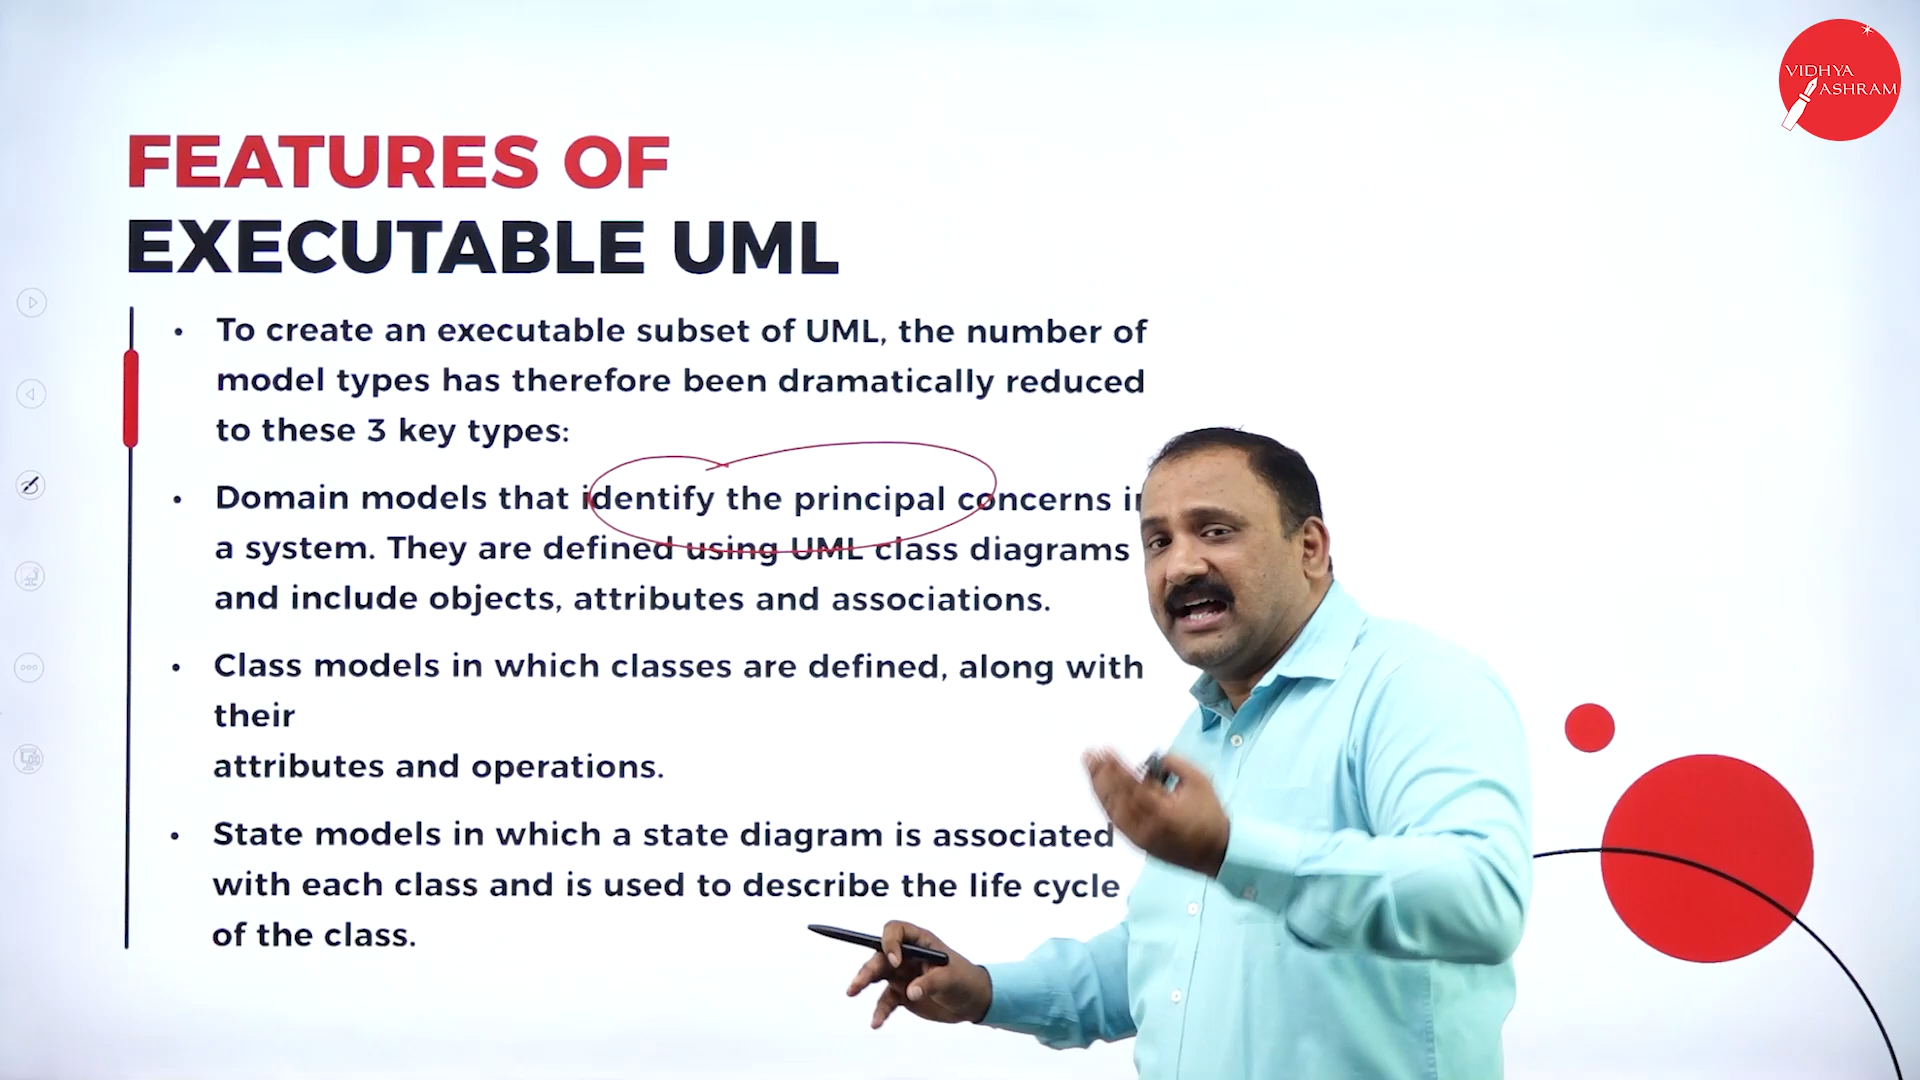 VIDHYA
ASHRAM
FEATURES OF
EXECUTABLE UML
• To create an executable subset of UML, the number of
model types has therefore been dramatically reduced
to these 3 key types:
• Domain models that identify the principal concerns
a system. They are defined using UML class diagrams
and include objects, attributes and associations.
• Class models in which classes are defined, along with
their
attributes and operations.
• State models in which a state diagram is associated
with each class and is used to describe the life cycle
of the class.